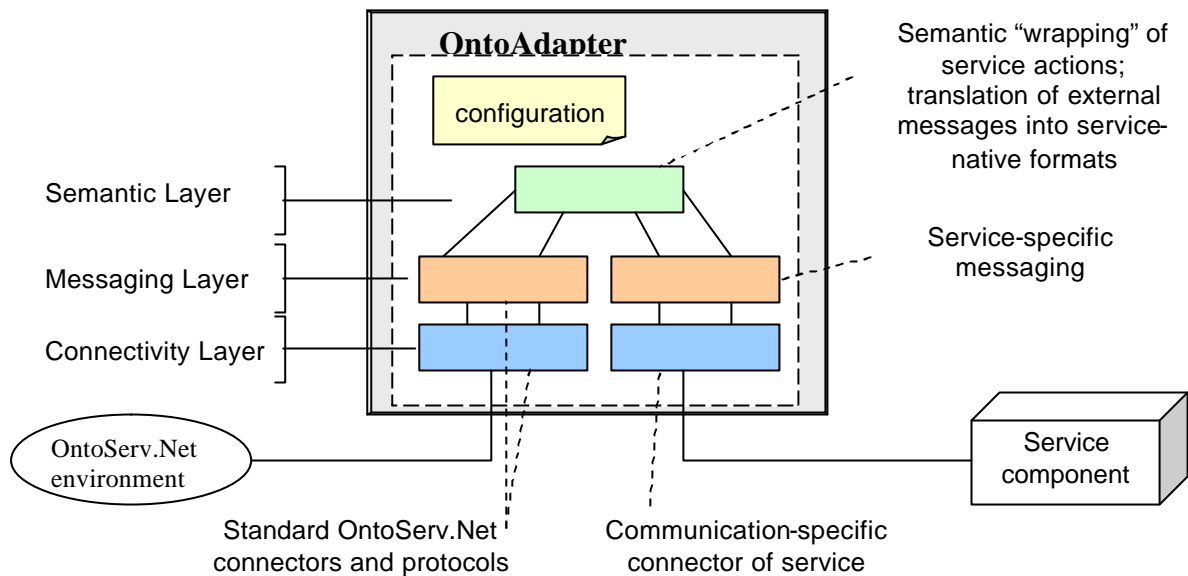 OntoAdapter
configuration
Semantic “wrapping” of
service actions;
translation of external
messages into service-
native formats
Semantic Layer
Messaging Layer
Connectivity Layer
Service-specific
messaging
OntoServ.Net
environment
Service
component
Standard OntoServ.Net
connectors and protocols
Communication-specific
connector of service